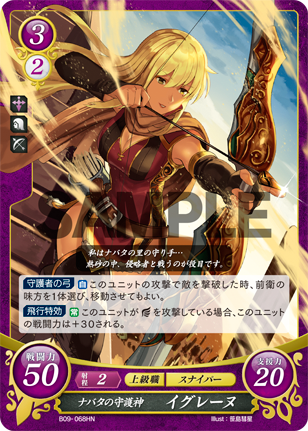 3
2
SAMPLE
私はナバタの里の守り手…
熱砂の中、侵略者と戦うのが役目です。
守護者の弓 自 このユニットの攻撃で敵を撃破した時、前衛の
味方を1体選び、移動させてもよい。
飛行特効 常 このユニットが を攻撃している場合、このユニット
の戦闘力は+30される。
戦闘力
50
射程 2 上級職 スナイパー
支援力
20
ナバタの守護神 イグレーヌ
B09-068HN
Illust:笹島彗星